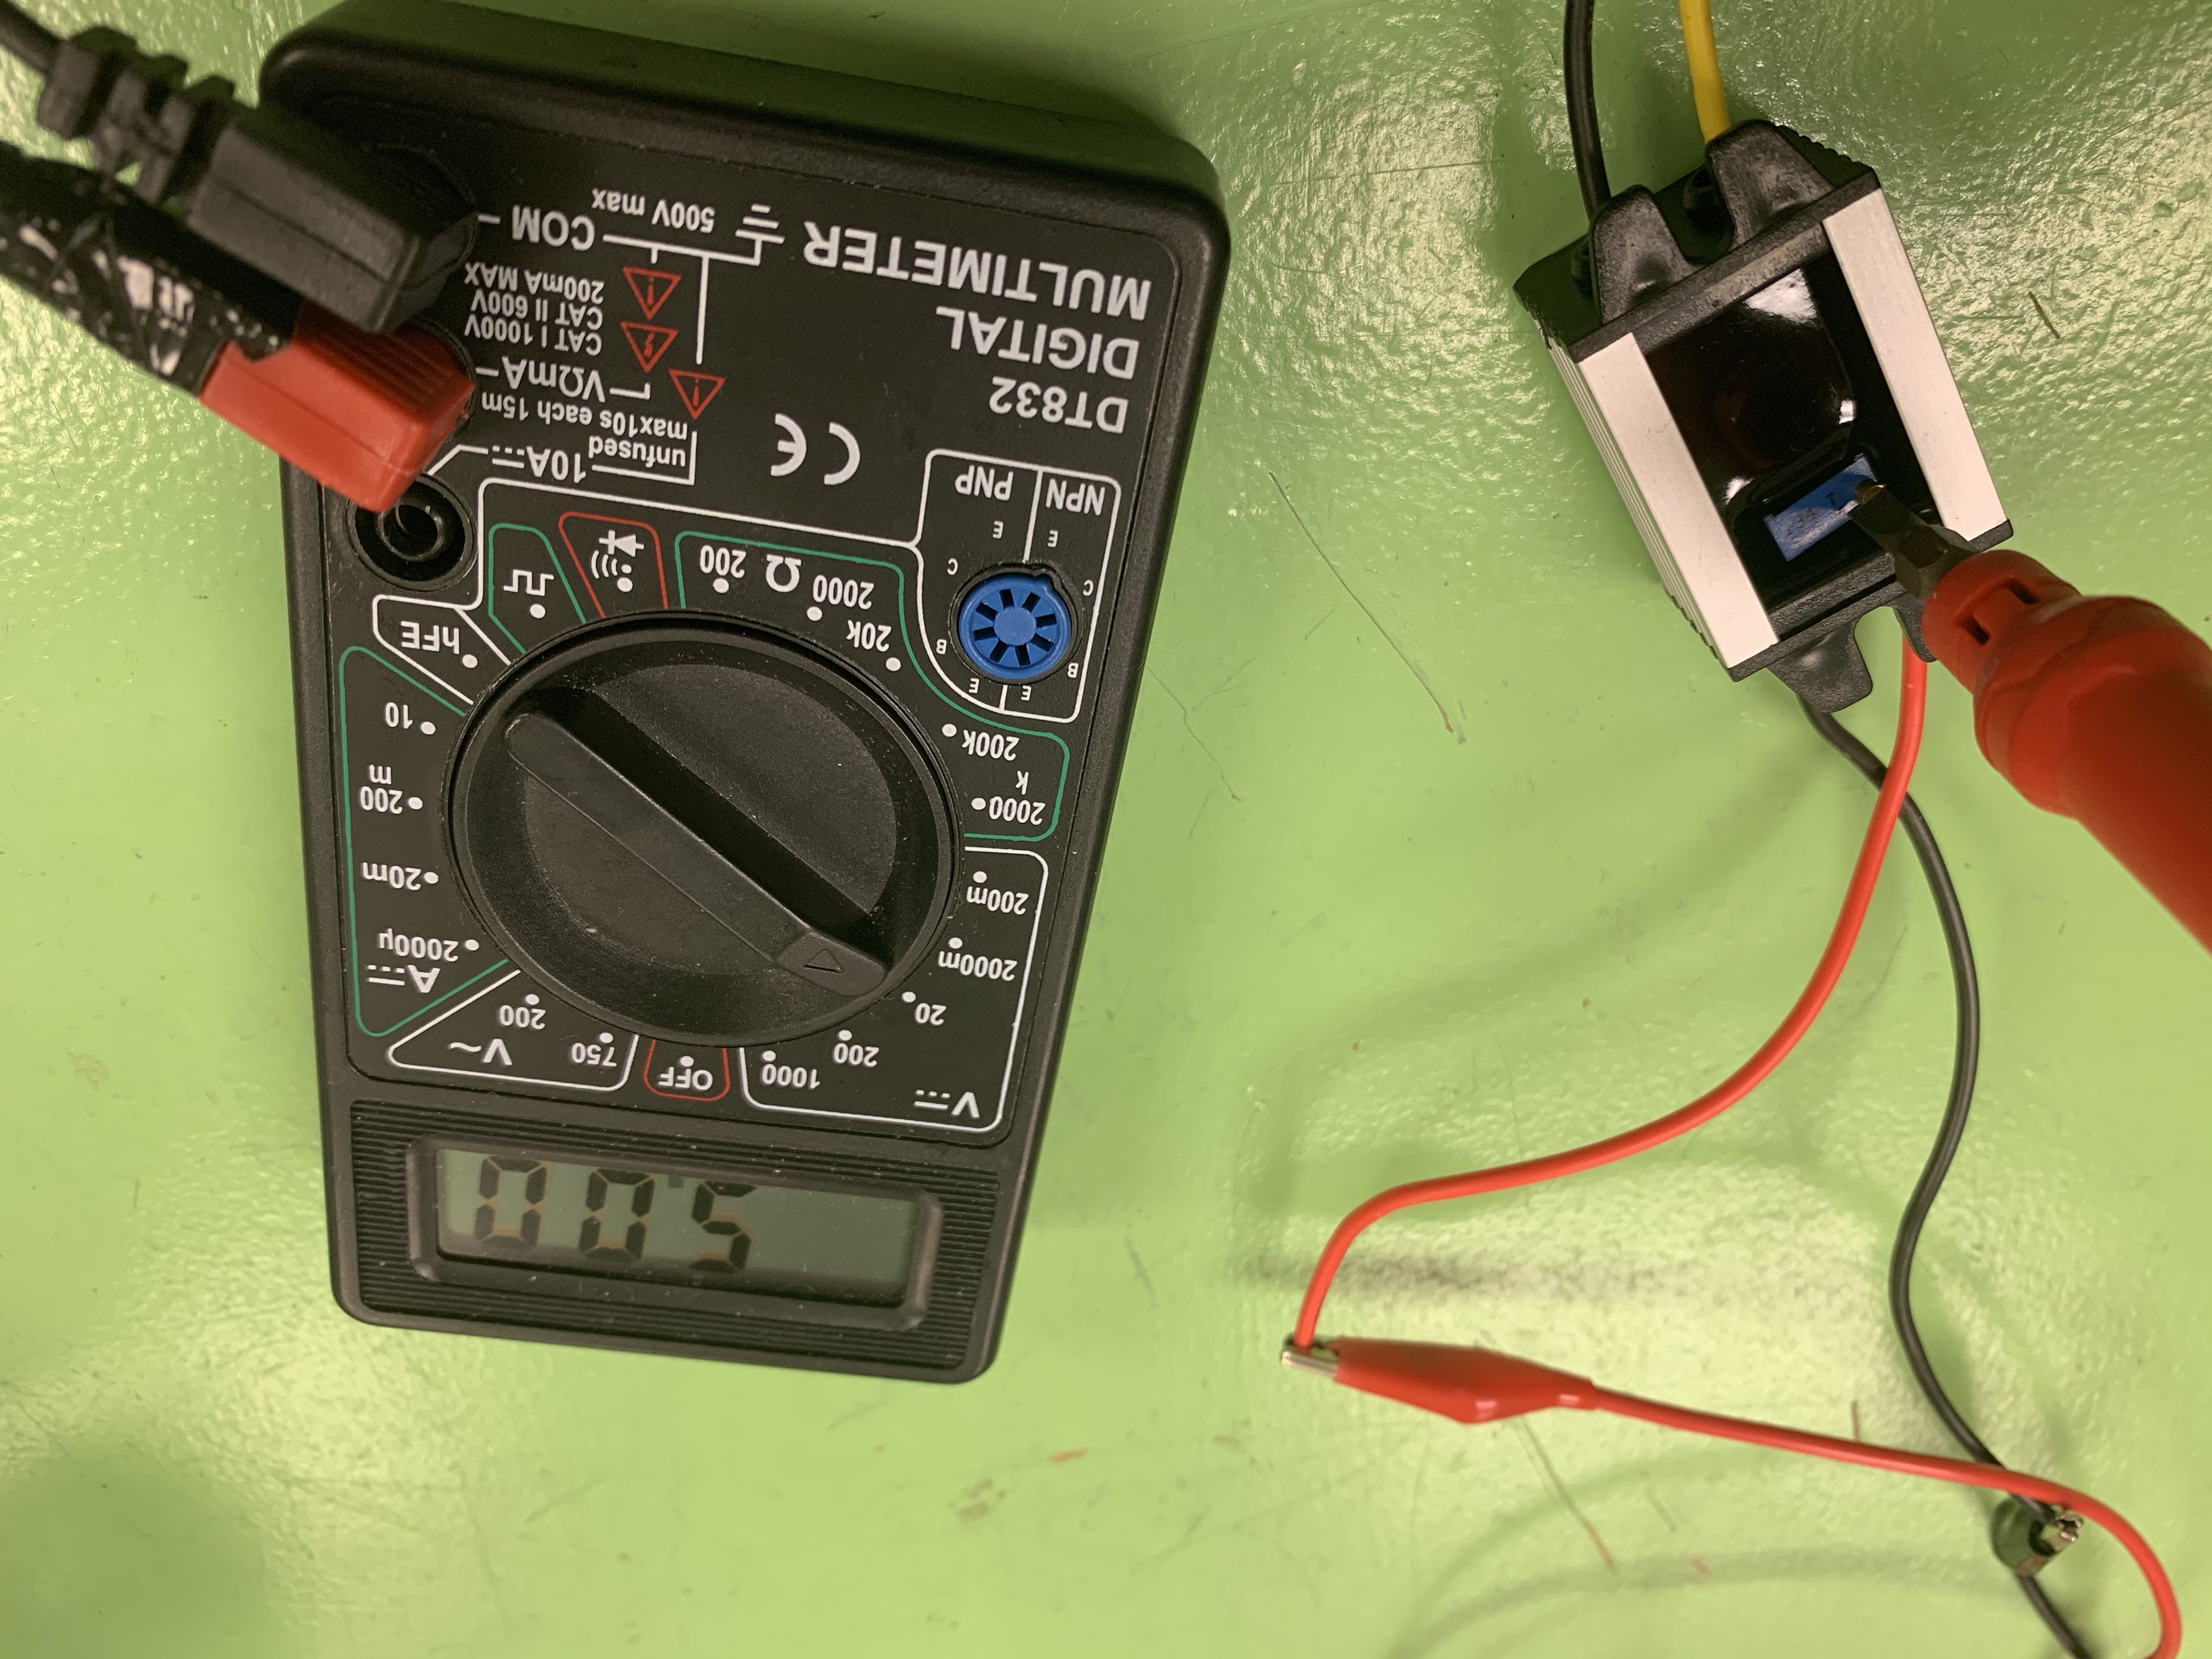 5.00
V
OFF
V~
1000
750
200
200
20
A
2000m
2000µ
200m
20m
2000
k
200
m
200k
10
E
E
B
B
20k
hFE
2000
Ω
200
C
C
E
E
NPN
PNP
10A
unfused
max10s each 15m
CE
DT832
DIGITAL
MULTIMETER
VΩmA
CAT I 1000V
CAT II 600V
200mA MAX
COM
500V max